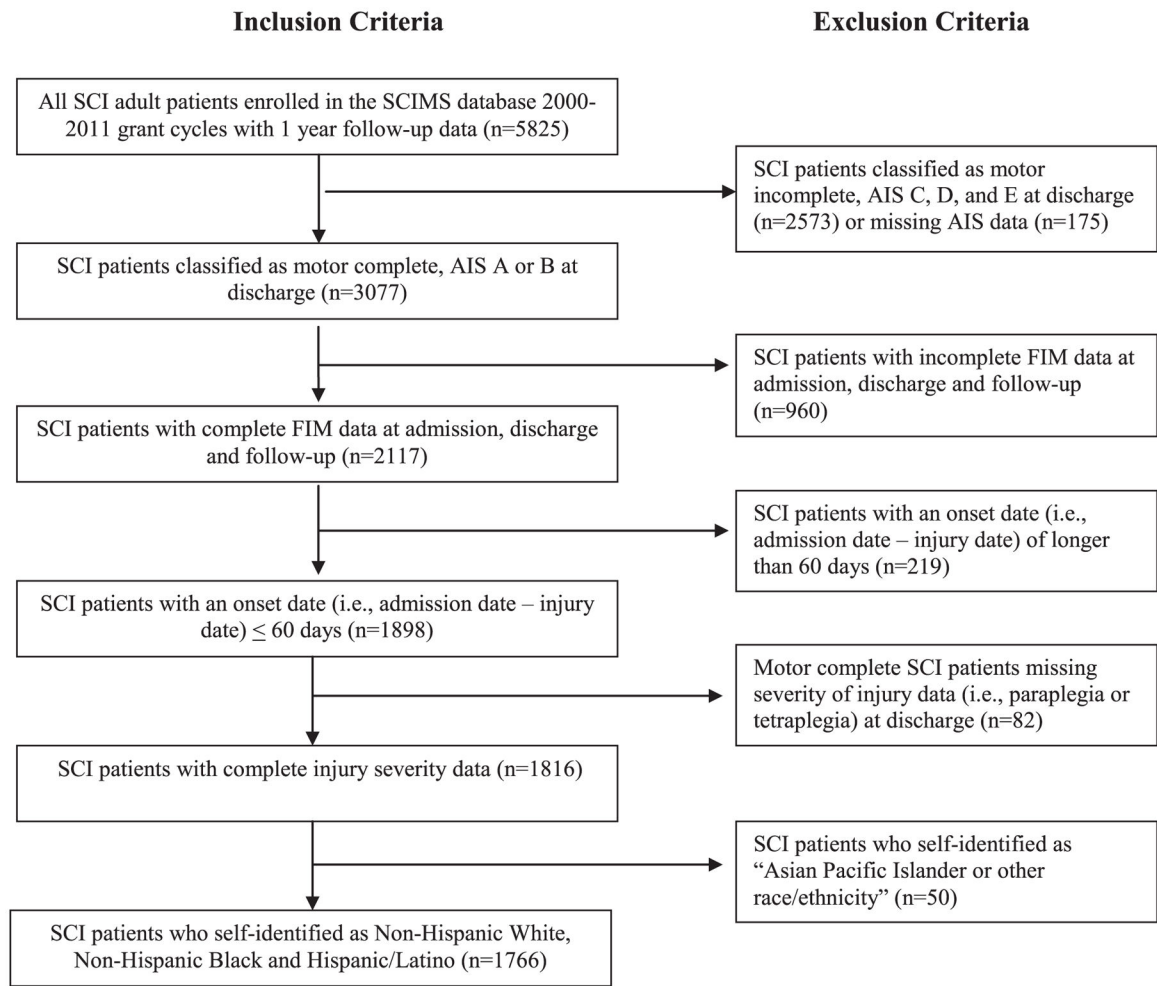 Inclusion Criteria
Exclusion Criteria
All SCI adult patients enrolled in the SCIMS database 2000-
2011 grant cycles with 1 year follow-up data (n=5825)
SCI patients classified as motor
incomplete, AIS C, D, and E at discharge
(n=2573) or missing AIS data (n=175)
SCI patients classified as motor complete, AIS A or B at
discharge (n=3077)
SCI patients with incomplete FIM data at
admission, discharge and follow-up
(n=960)
SCI patients with complete FIM data at admission, discharge
and follow-up (n=2117)
SCI patients with an onset date (i.e.,
admission date – injury date) of longer
than 60 days (n=219)
SCI patients with an onset date (i.e., admission date – injury
date) ≤ 60 days (n=1898)
Motor complete SCI patients missing
severity of injury data (i.e., paraplegia or
tetraplegia) at discharge (n=82)
SCI patients with complete injury severity data (n=1816)
SCI patients who self-identified as
“Asian Pacific Islander or other
race/ethnicity” (n=50)
SCI patients who self-identified as Non-Hispanic White,
Non-Hispanic Black and Hispanic/Latino (n=1766)